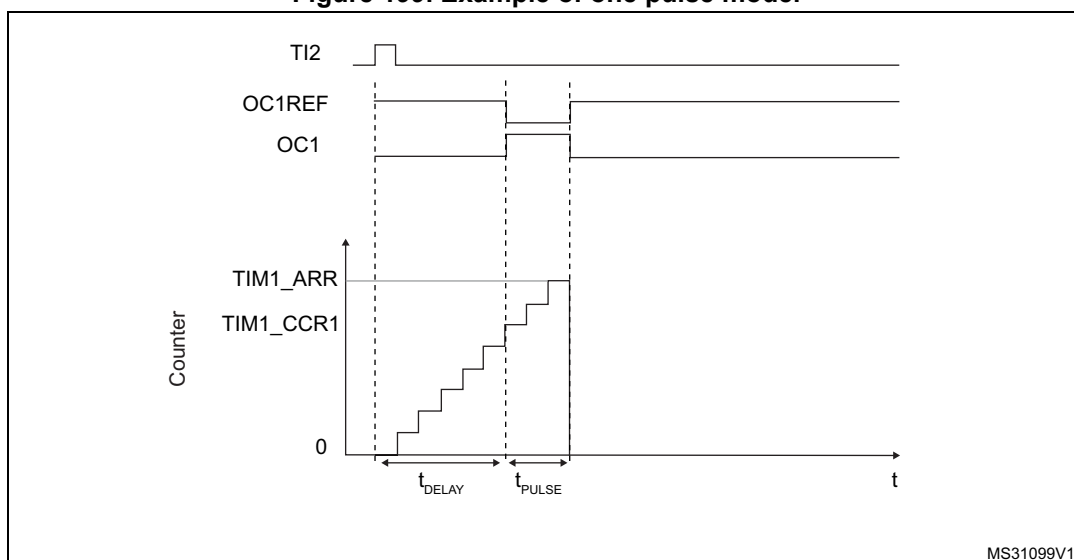 TI2
OC1REF
OC1
TIM1_ARR
TIM1_CCR1
Counter
0
tDELAY
tPULSE
t
MS31099V1